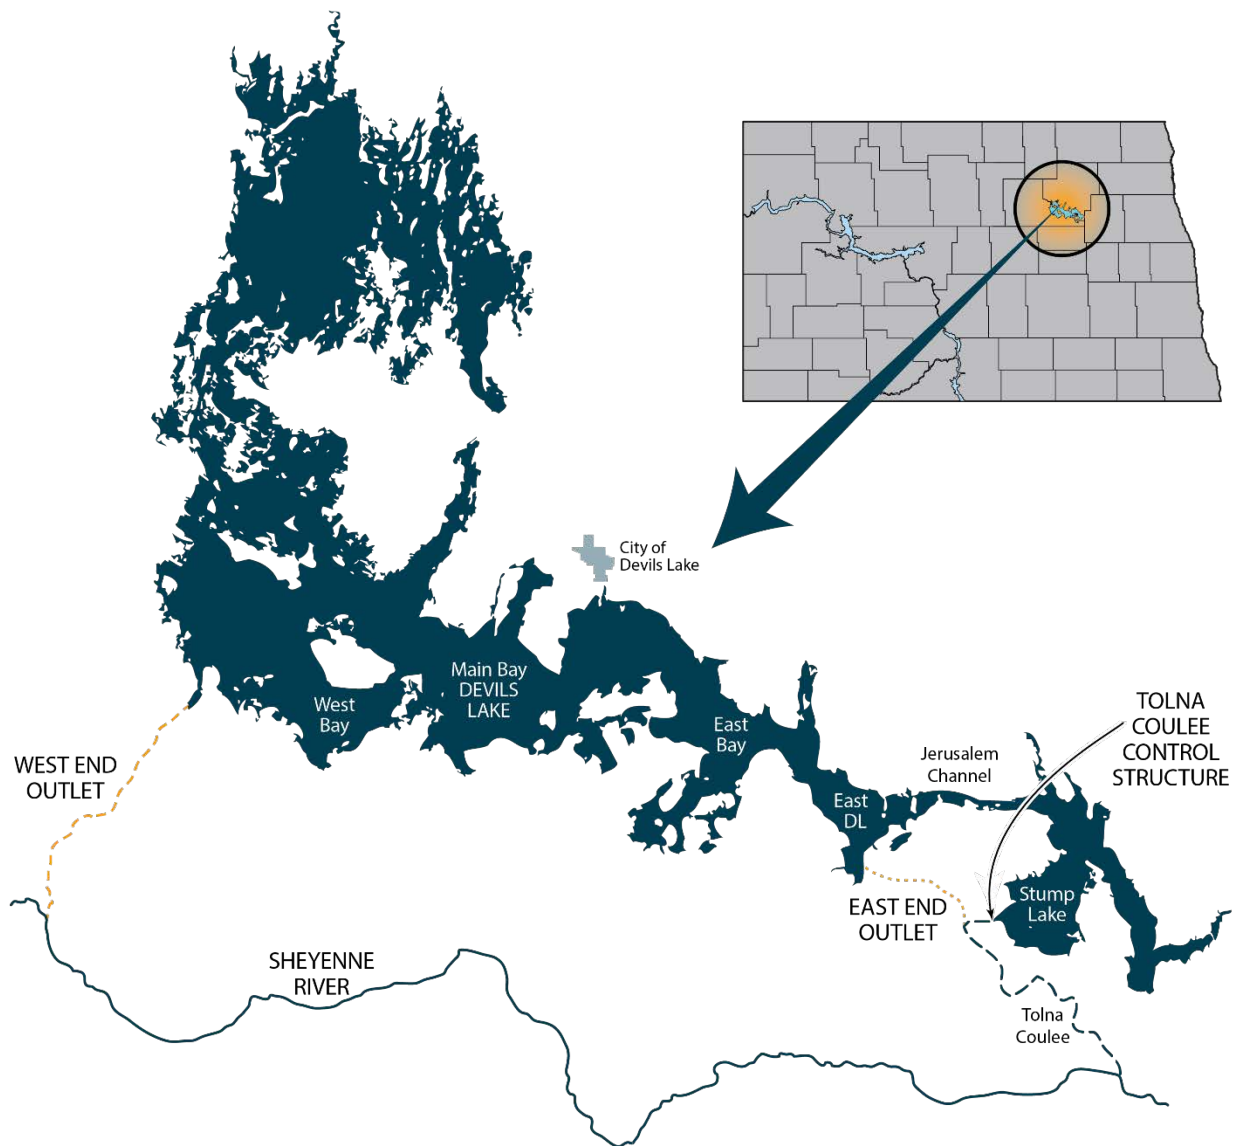 City of
Devils Lake
Main Bay
DEVILS
LAKE
West
Bay
East
Bay
TOLNA
COULEE
CONTROL
STRUCTURE
WEST END
OUTLET
Jerusalem
Channel
East
DL
Stump
Lake
EAST END
OUTLET
SHEYENNE
RIVER
Tolna
Coulee